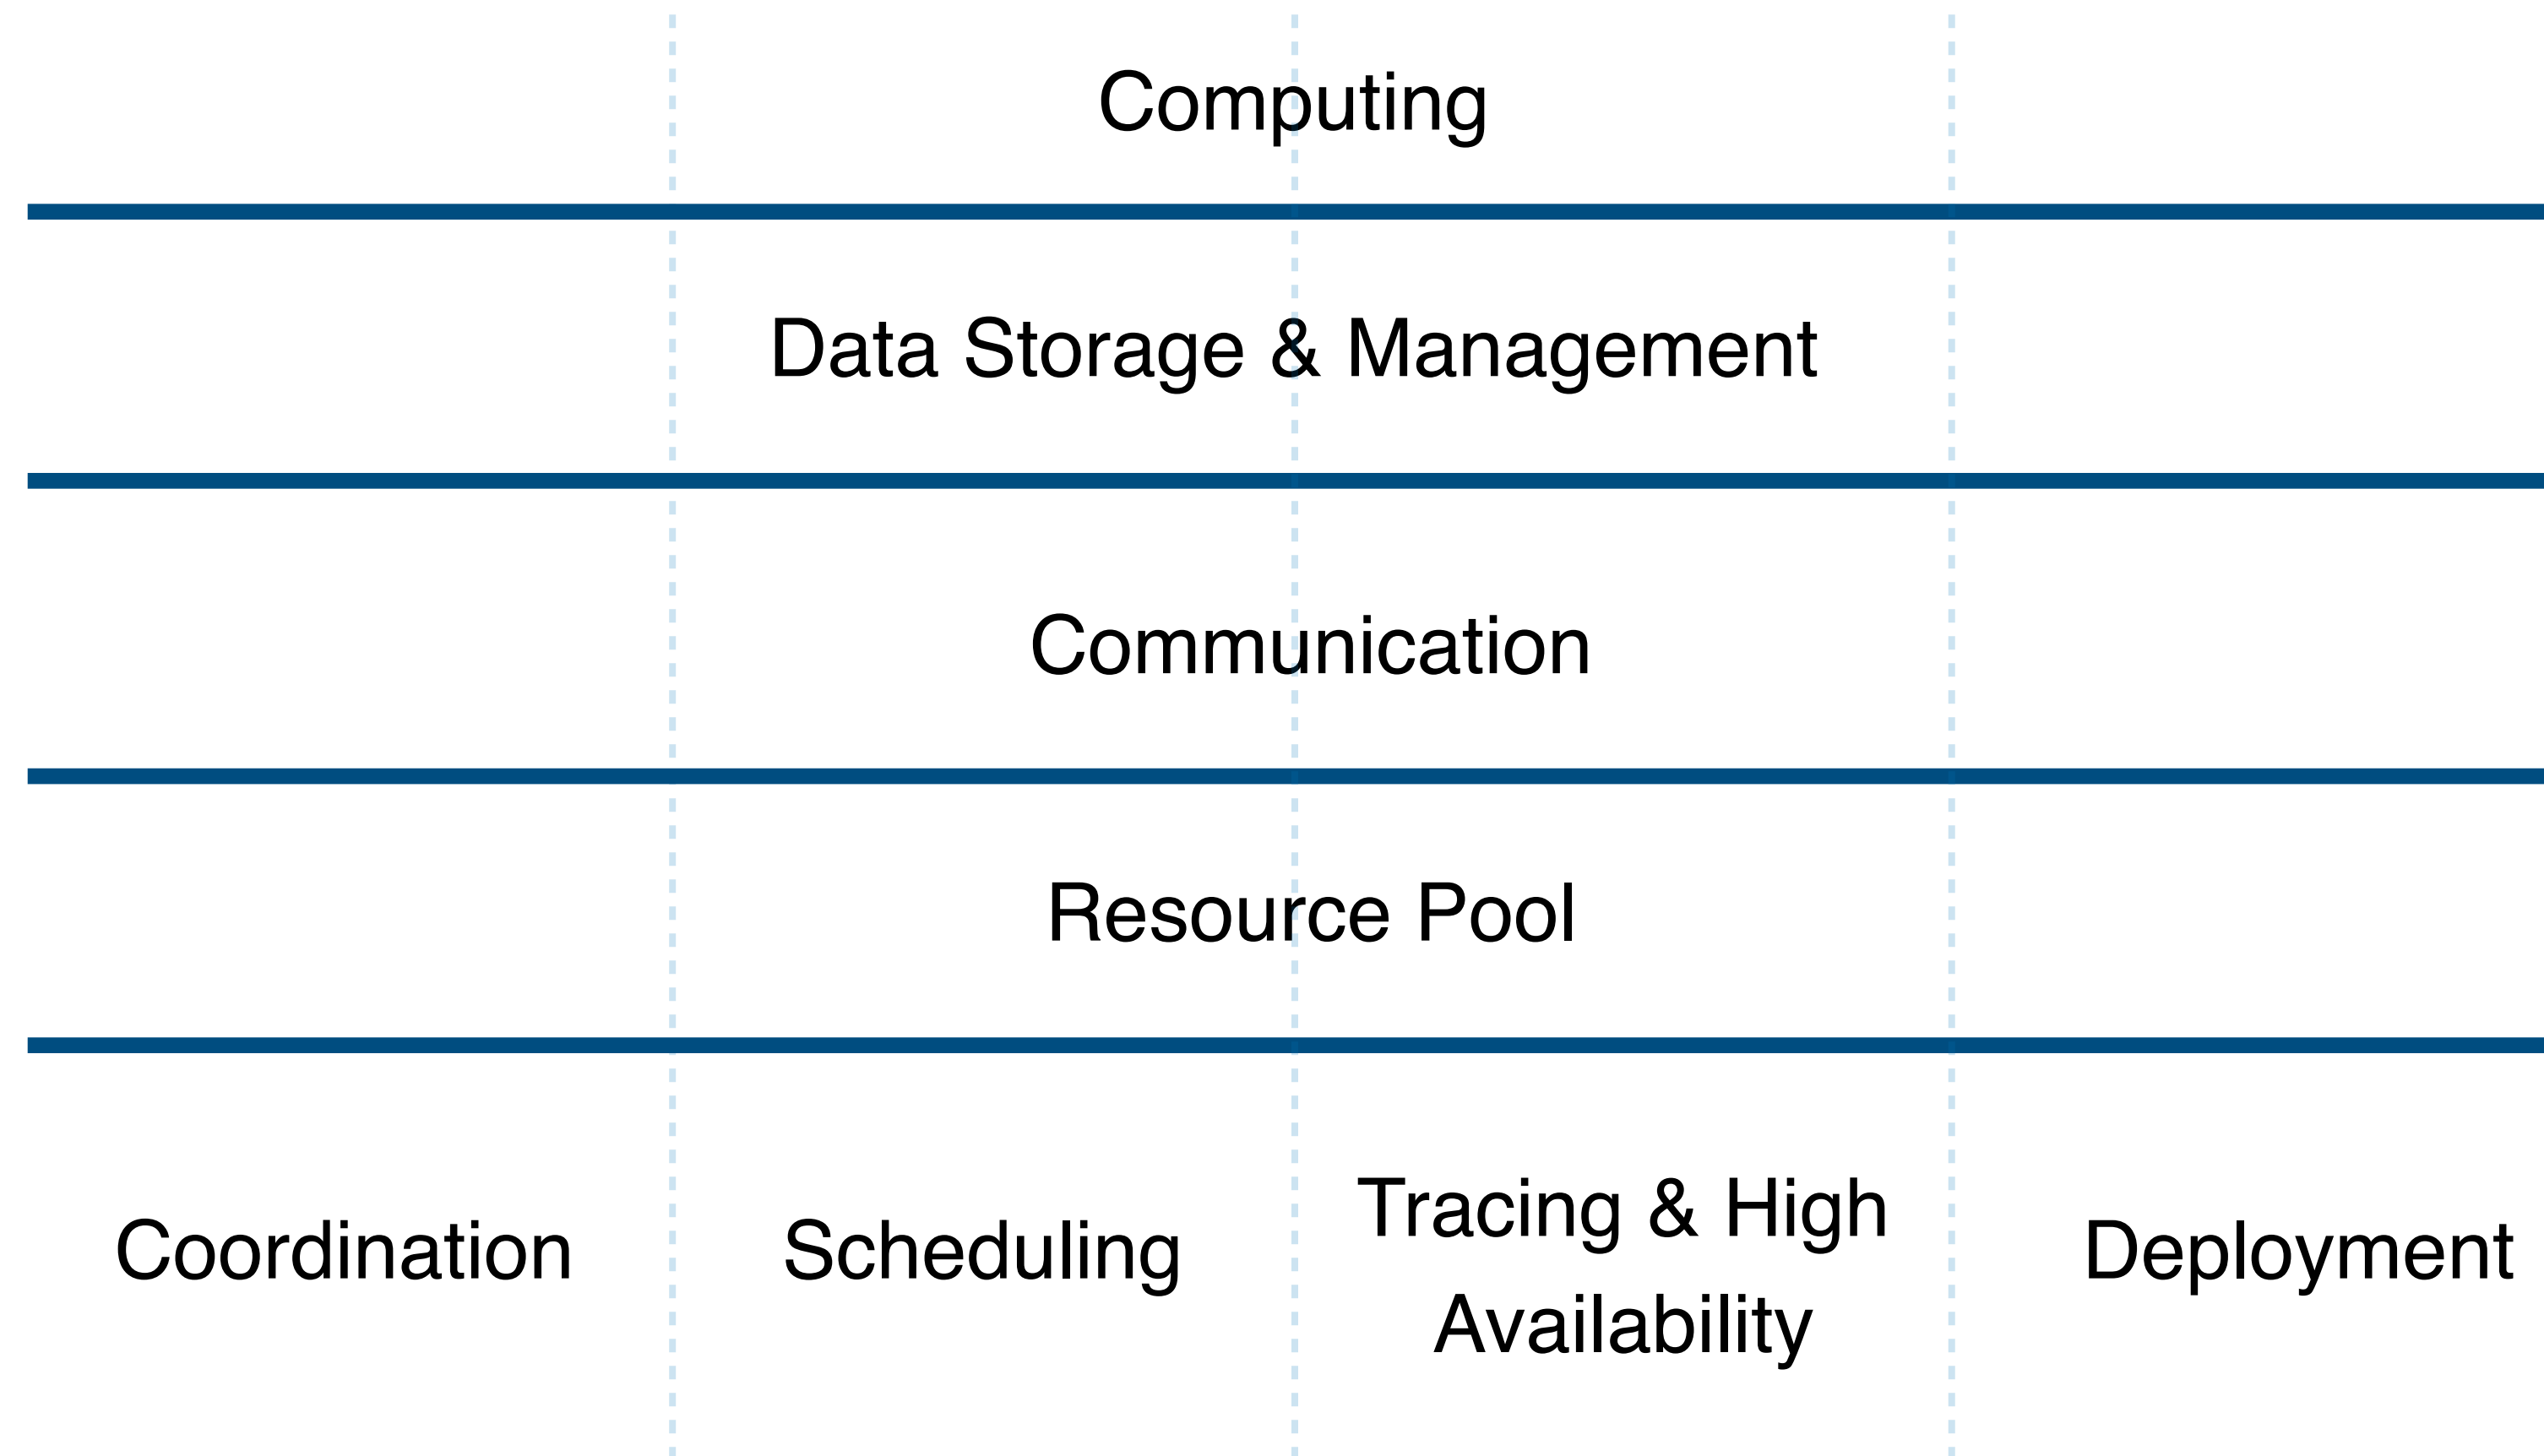 Computing
Data Storage & Management
Communication
Resource Pool
Coordination
Scheduling
Tracing & High
Availability
Deployment